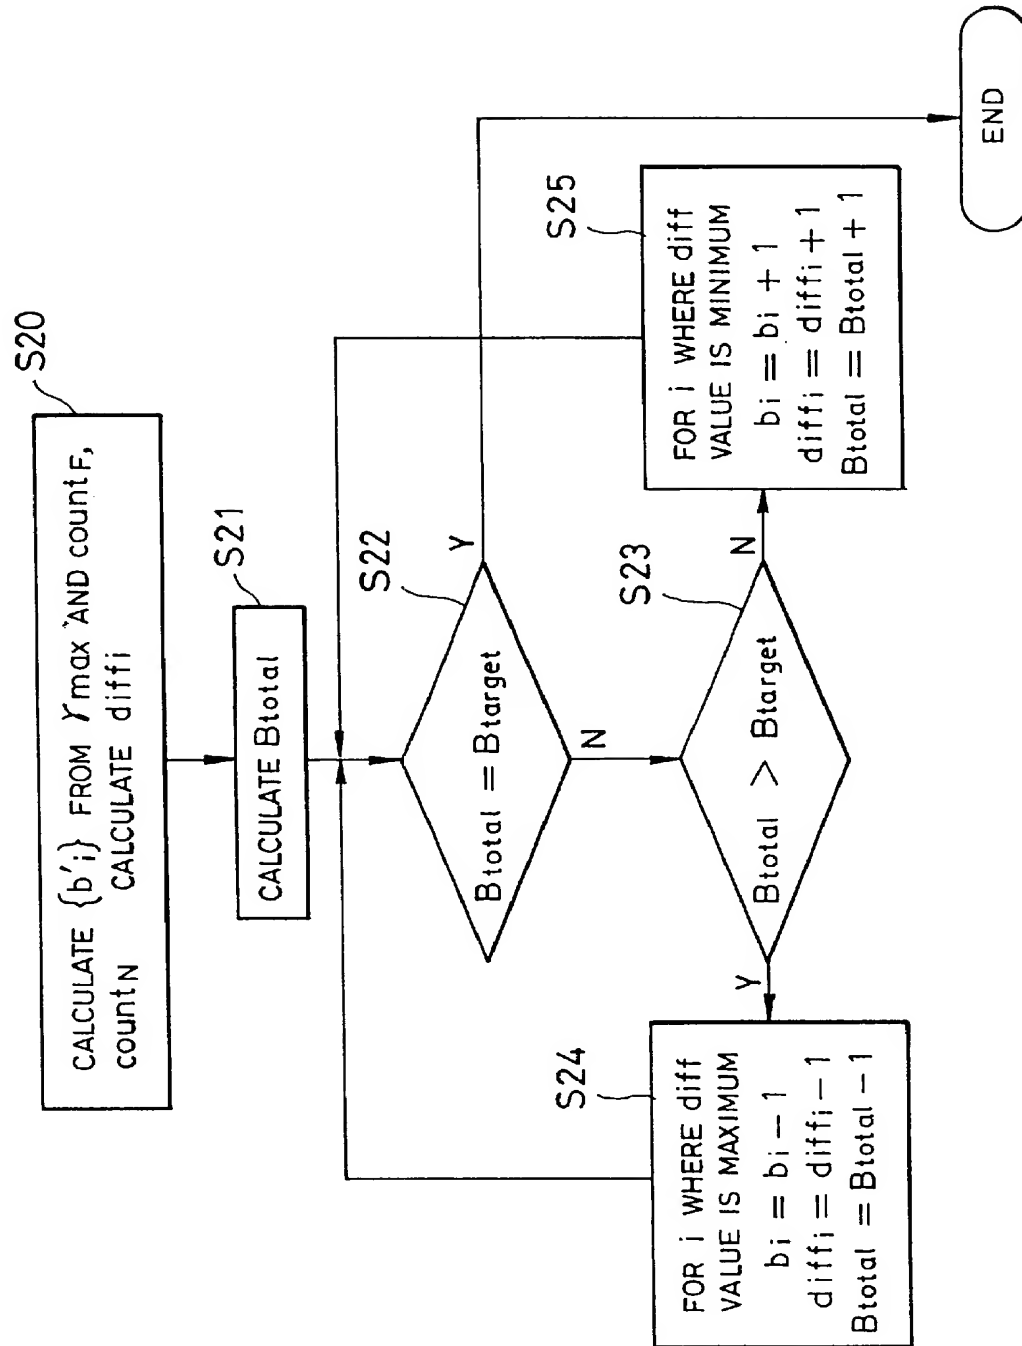 S20
CALCULATE {b'i} FROM γmax AND countF,
countN CALCULATE diffi
S21
CALCULATE Btotal
S22
Btotal = Btarget
Y
N
S23
Btotal > Btarget
Y
N
S24
FOR i WHERE diff
VALUE IS MAXIMUM
bi = bi − 1
diffi = diffi − 1
Btotal = Btotal − 1
S25
FOR i WHERE diff
VALUE IS MINIMUM
bi = bi + 1
diffi = diffi + 1
Btotal = Btotal + 1
END